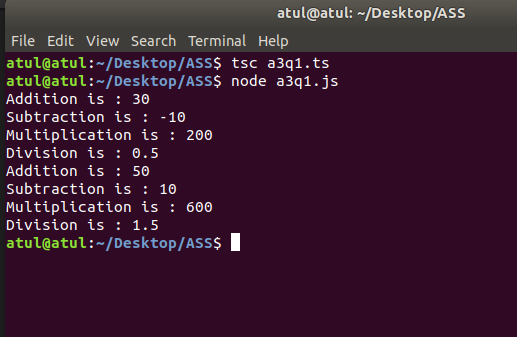 atul@atul: ~/Desktop/ASS
File Edit View Search Terminal Help
atul@atul:~/Desktop/ASS$ tsc a3q1.ts
atul@atul:~/Desktop/ASS$ node a3q1.js
Addition is : 30
Subtraction is : -10
Multiplication is : 200
Division is : 0.5
Addition is : 50
Subtraction is : 10
Multiplication is : 600
Division is : 1.5
atul@atul:~/Desktop/ASS$